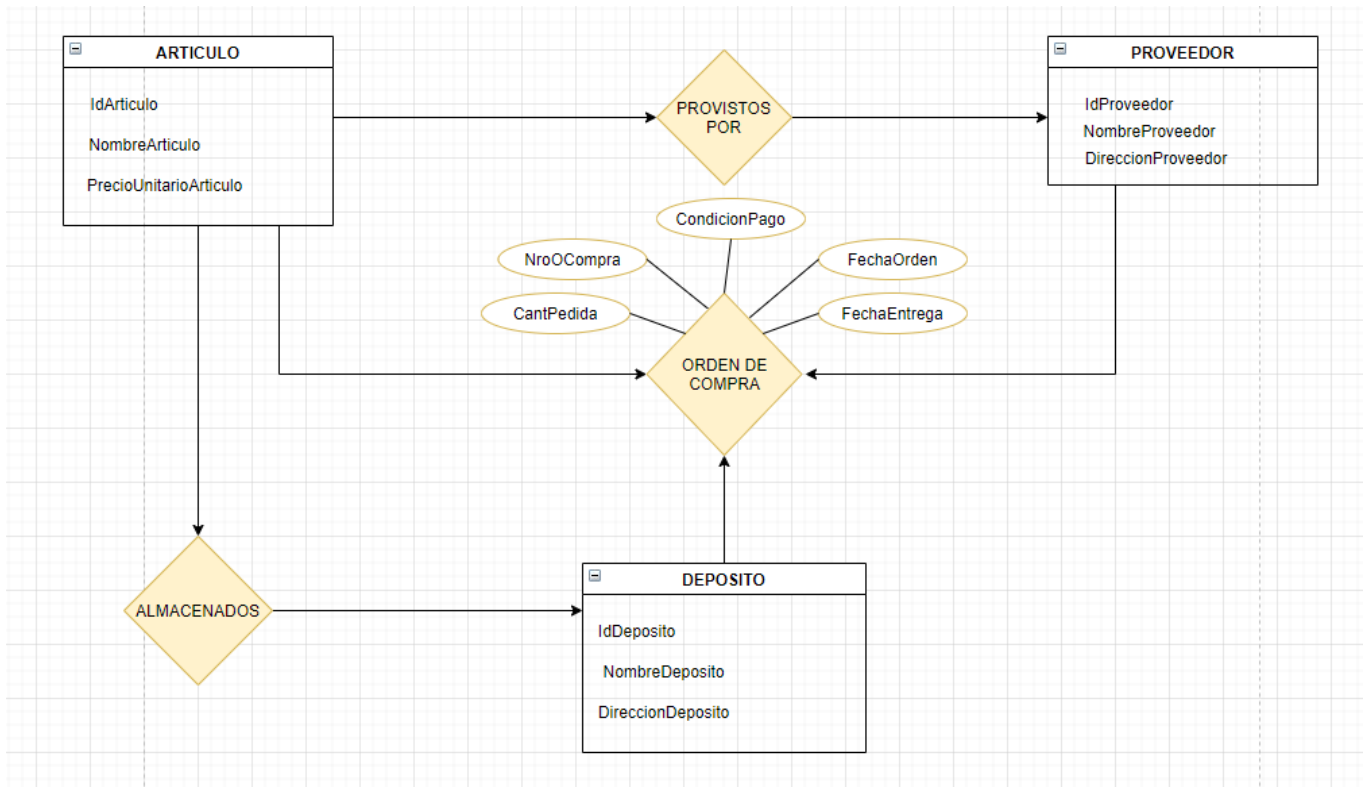 ARTICULO
IdArticulo
NombreArticulo
PrecioUnitarioArticulo
PROVISTOS
POR
PROVEEDOR
IdProveedor
NombreProveedor
DireccionProveedor
CondicionPago
NroOCompra
FechaOrden
CantPedida
FechaEntrega
ORDEN DE
COMPRA
ALMACENADOS
DEPOSITO
IdDeposito
NombreDeposito
DireccionDeposito